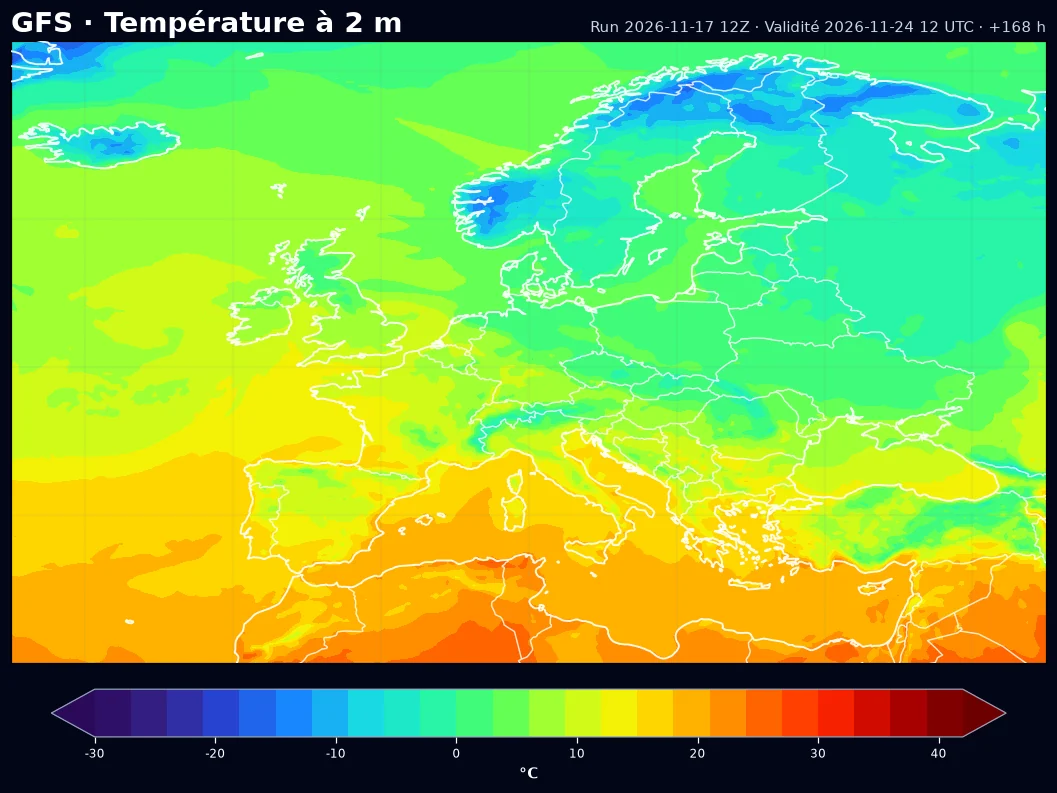 GFS · Température à 2 m
Run 2026-11-17 12Z · Validité 2026-11-24 12 UTC · +168 h
-30 -20 -10 0 10 20 30 40
°C